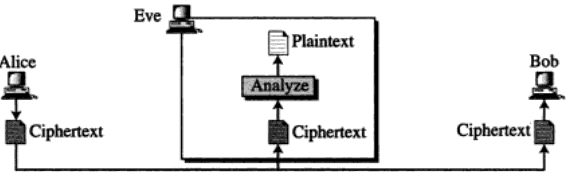 Eve
Plaintext
Alice
Bob
Analyze
Ciphertext
Ciphertext
Ciphertext